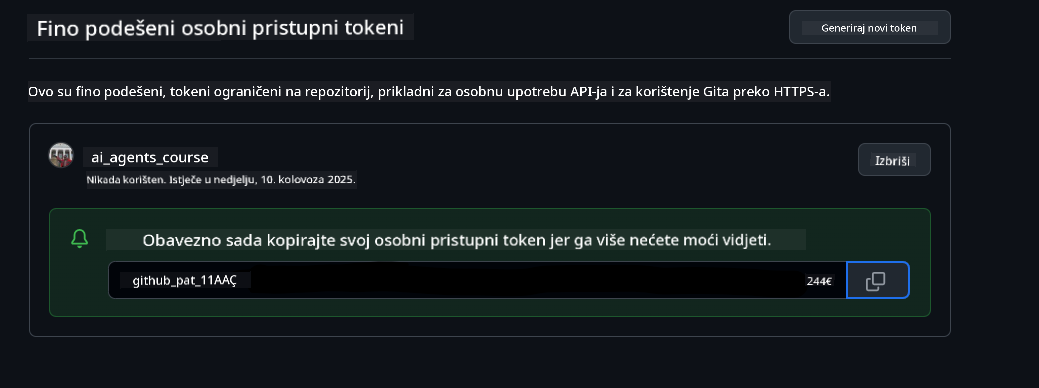 Fino podešeni osobni pristupni tokeni
Generiraj novi token
Ovo su fino podešeni, tokeni ograničeni na repozitorij, prikladni za osobnu upotrebu API-ja i za korištenje Gita preko HTTPS-a.
ai_agents_course
Izbriši
Nikada korišten. Istječe u nedjelju, 10. kolovoza 2025.
Obavezno sada kopirajte svoj osobni pristupni token jer ga više nećete moći vidjeti.
github_pat_11AAÇ
244€